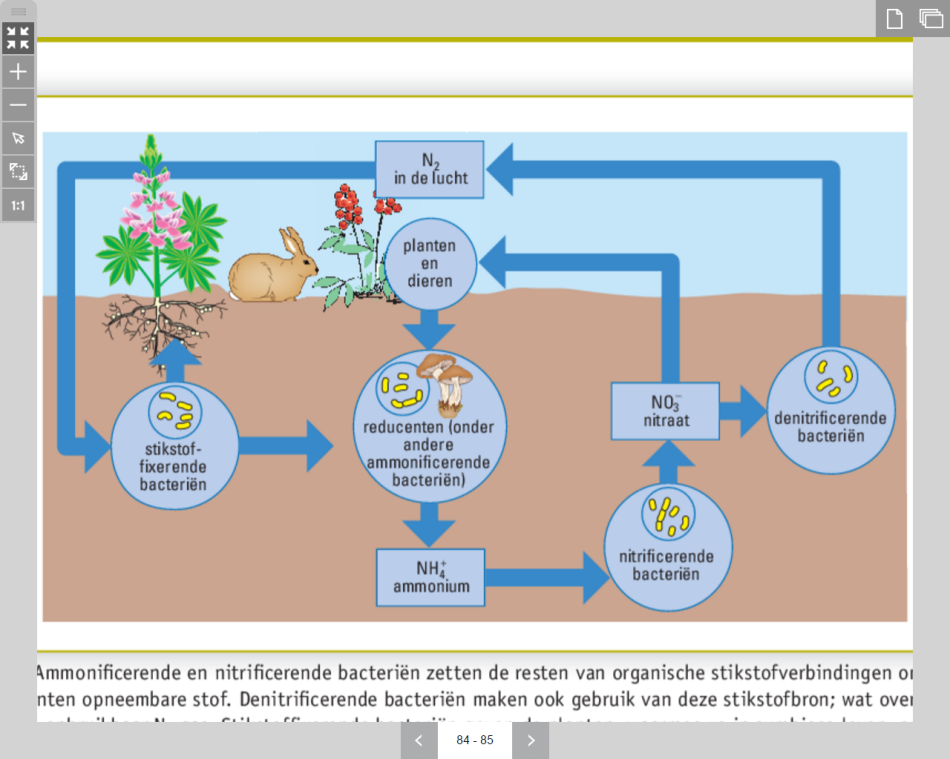 1:1
N₂
in de lucht
planten
en
dieren
reducenten (onder
andere
ammonificerende
bacteriën)
stikstof-
fixerende
bacteriën
NO₃⁻
nitraat
denitrificerende
bacteriën
nitrificerende
bacteriën
NH₄⁺
ammonium
Ammonificerende en nitrificerende bacteriën zetten de resten van organische stikstofverbindingen
nten opneembare stof. Denitrificerende bacteriën maken ook gebruik van deze stikstofbron; wat over
84 - 85